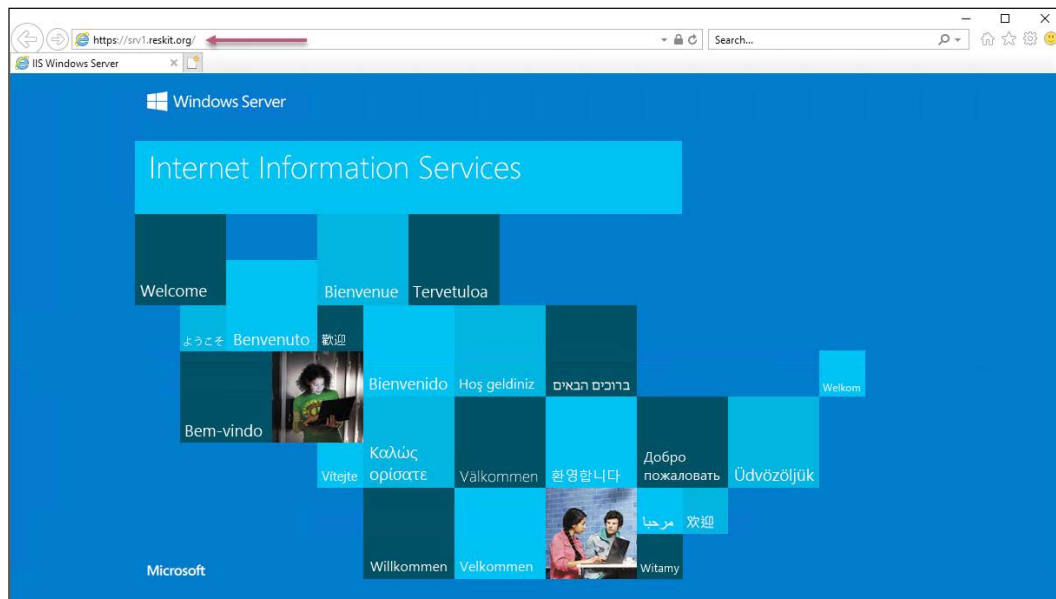 https://srv1.reskit.org/
Search...
IIS Windows Server
Windows Server
Internet Information Services
Welcome
Bienvenue
Tervetuloa
ようこそ
Benvenuto
歡迎
Bienvenido
Hoş geldiniz
ברוכים הבאים
Welkom
Bem-vindo
Vítejte
Καλώς
ορίσατε
Välkommen
환영합니다
Добро
пожаловать
Üdvözöljük
مرحبا
欢迎
Microsoft
Willkommen
Velkommen
Witamy